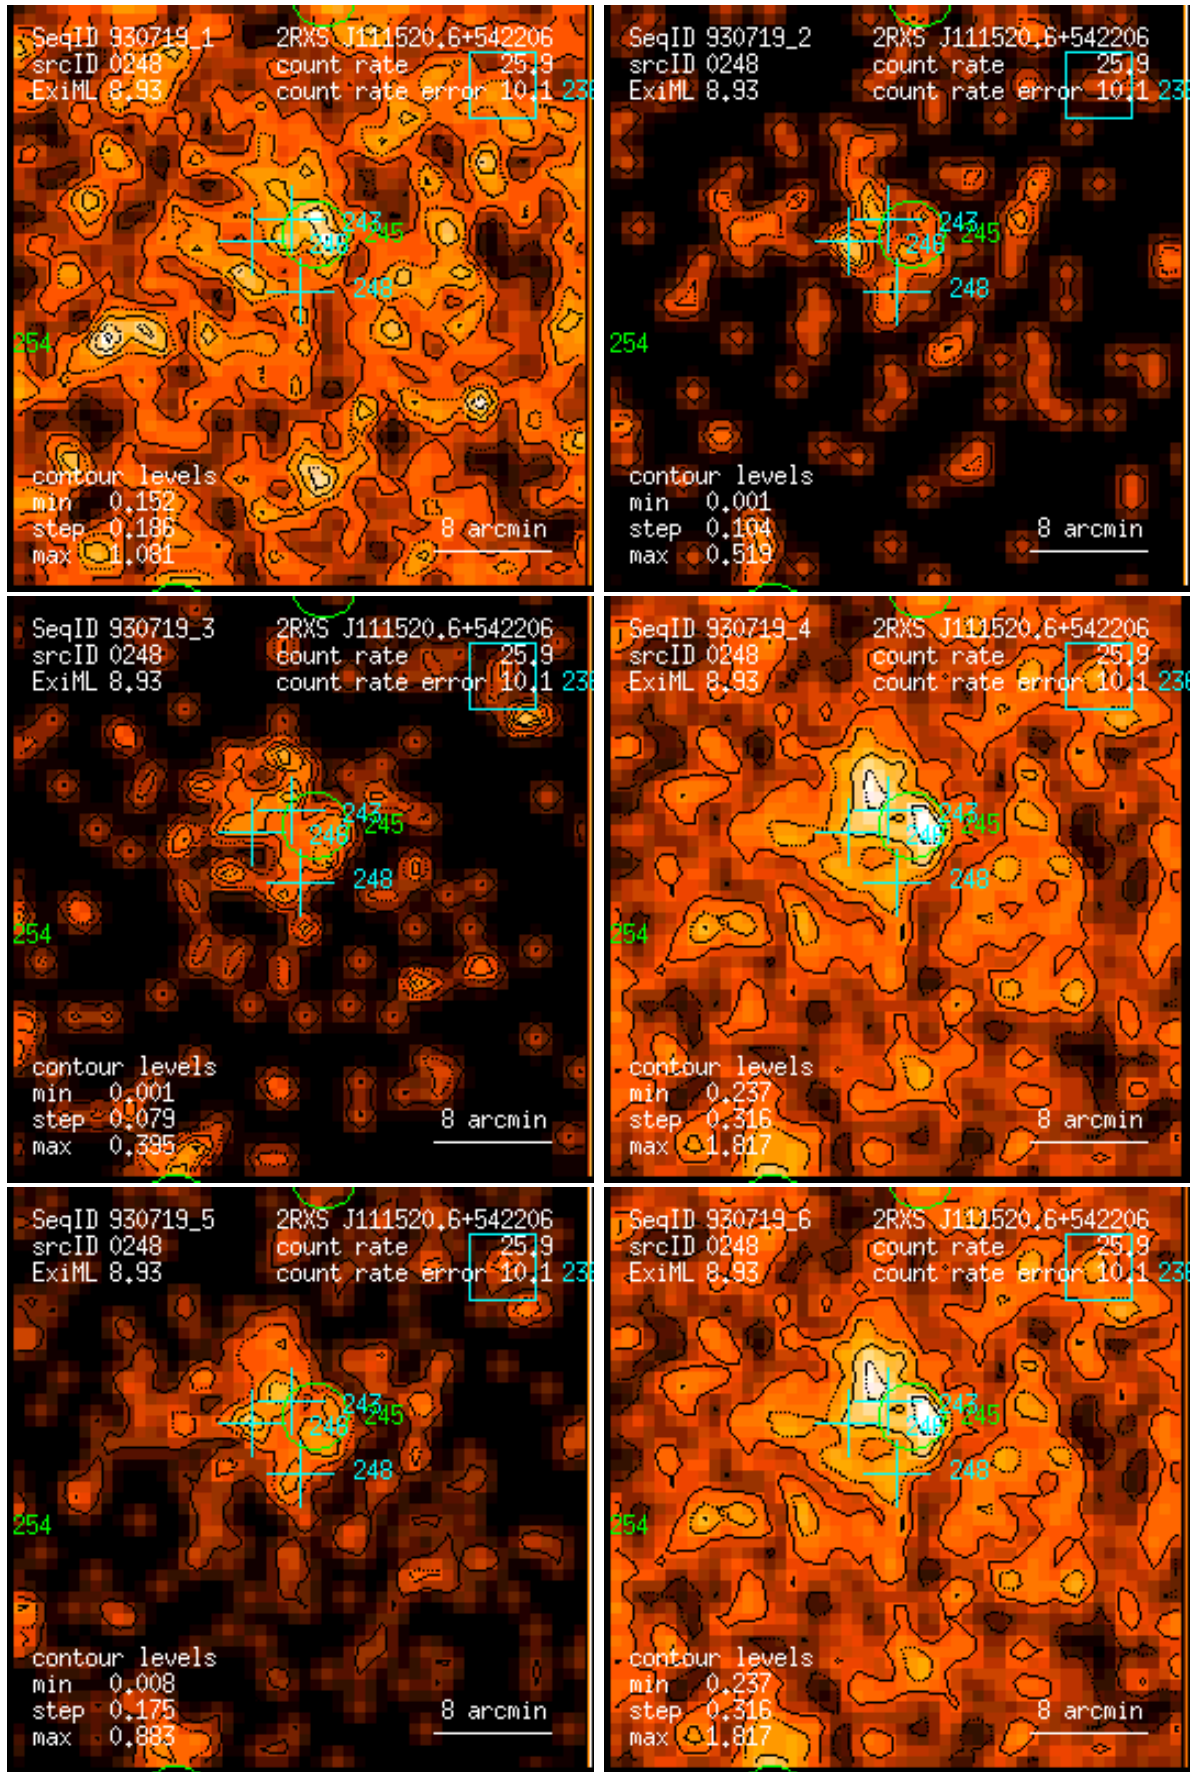 SeqID 930719_1 2RXS J111520.6+542206
srcID 0248 count rate 25.9
ExiML 8.93 count rate error 10.1
243
245
248
254
contour levels
min 0.152
step 0.186
max 1.081
8 arcmin
SeqID 930719_2 2RXS J111520.6+542206
srcID 0248 count rate 25.9
ExiML 8.93 count rate error 10.1
243
245
248
254
contour levels
min 0.001
step 0.104
max 0.519
8 arcmin
SeqID 930719_3 2RXS J111520.6+542206
srcID 0248 count rate 25.9
ExiML 8.93 count rate error 10.1
243
245
248
254
contour levels
min 0.001
step 0.079
max 0.395
8 arcmin
SeqID 930719_4 2RXS J111520.6+542206
srcID 0248 count rate 25.9
ExiML 8.93 count rate error 10.1
243
245
248
254
contour levels
min 0.237
step 0.316
max 1.817
8 arcmin
SeqID 930719_5 2RXS J111520.6+542206
srcID 0248 count rate 25.9
ExiML 8.93 count rate error 10.1
243
245
248
254
contour levels
min 0.008
step 0.175
max 0.883
8 arcmin
SeqID 930719_6 2RXS J111520.6+542206
srcID 0248 count rate 25.9
ExiML 8.93 count rate error 10.1
243
245
248
254
contour levels
min 0.237
step 0.316
max 1.817
8 arcmin